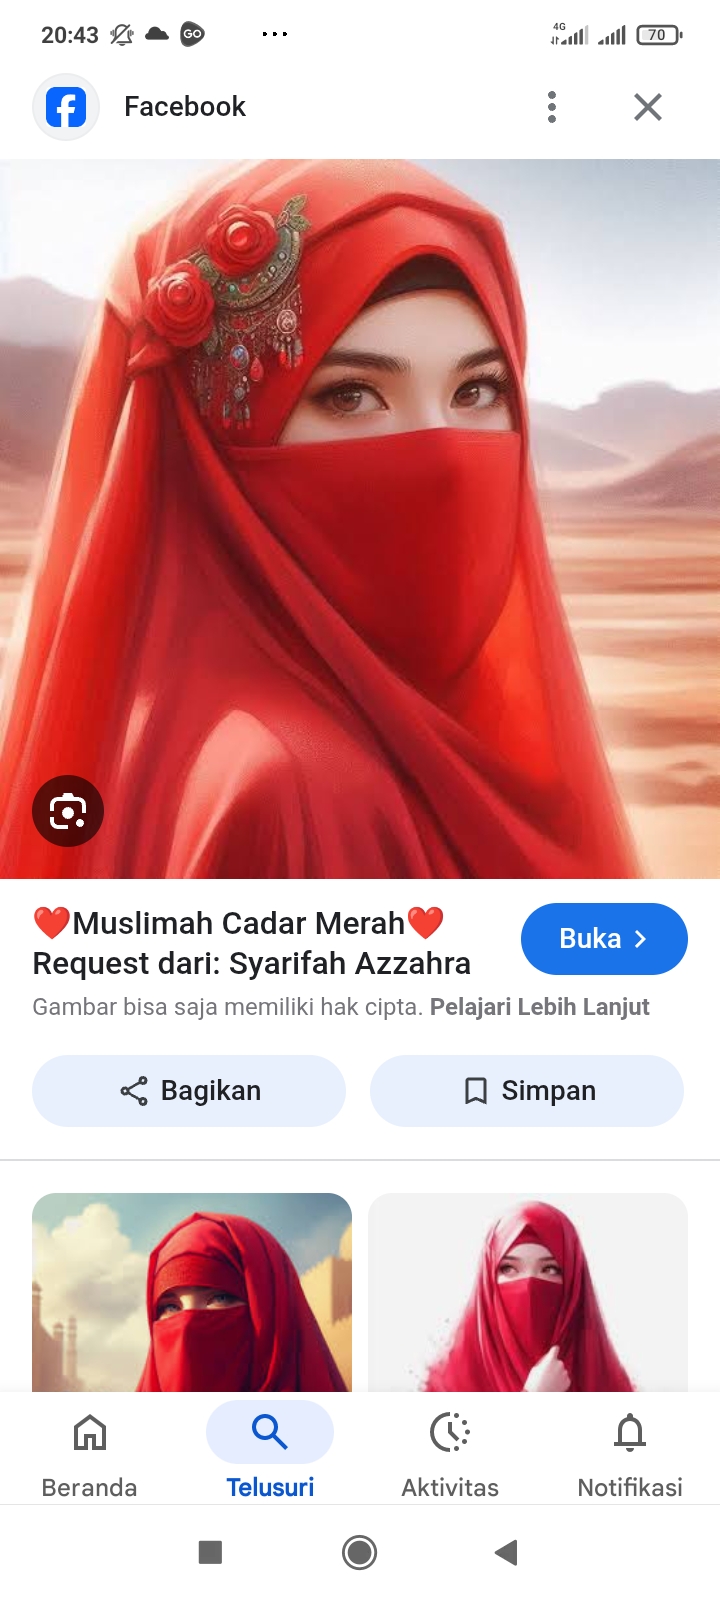 20:43
GO
4G
70
Facebook
❤️Muslimah Cadar Merah❤️
Request dari: Syarifah Azzahra
Buka
Gambar bisa saja memiliki hak cipta. Pelajari Lebih Lanjut
Bagikan
Simpan
Beranda
Telusuri
Aktivitas
Notifikasi